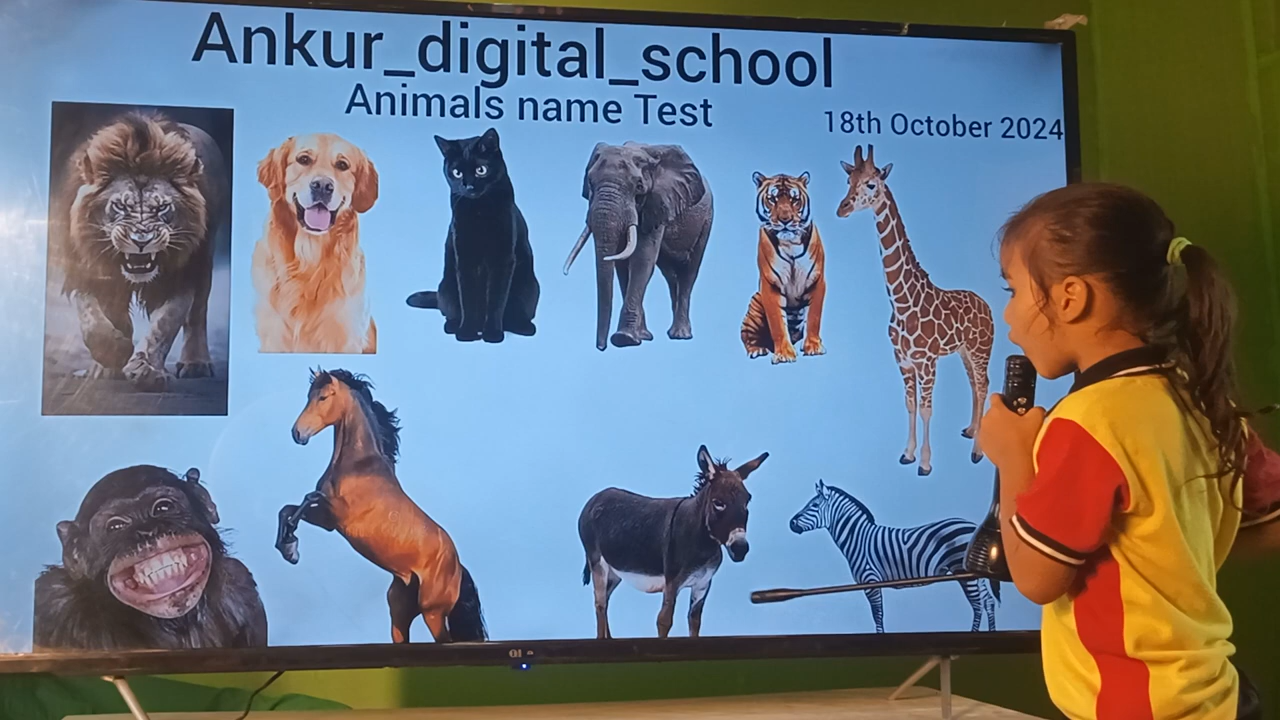 Ankur_digital_school
Animals name Test
18th October 2024